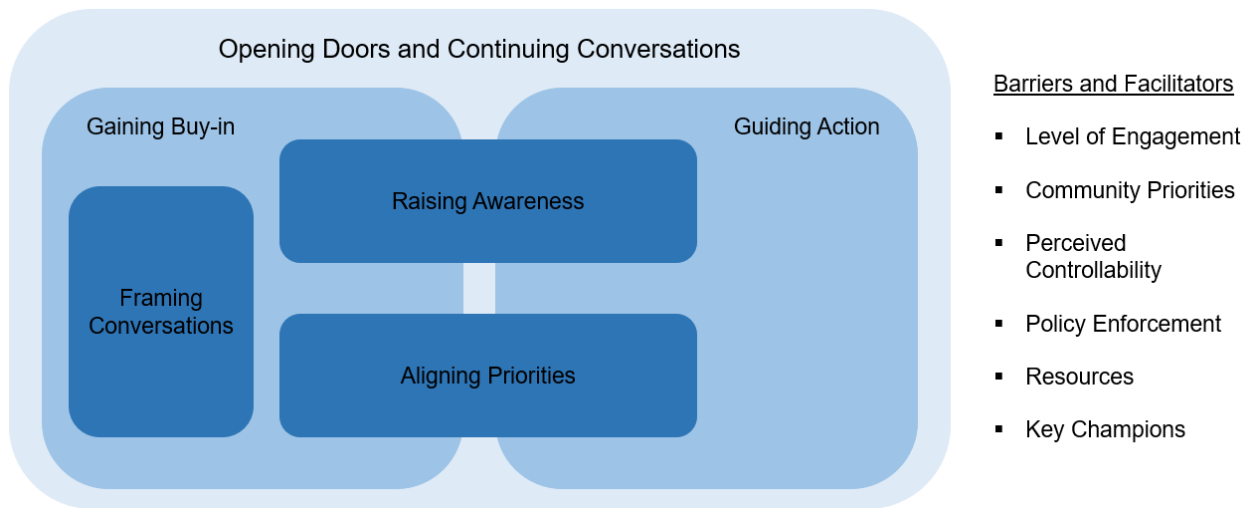 Opening Doors and Continuing Conversations
Gaining Buy-in
Guiding Action
Raising Awareness
Framing
Conversations
Aligning Priorities
Barriers and Facilitators
▪ Level of Engagement
▪ Community Priorities
▪ Perceived
Controllability
▪ Policy Enforcement
▪ Resources
▪ Key Champions